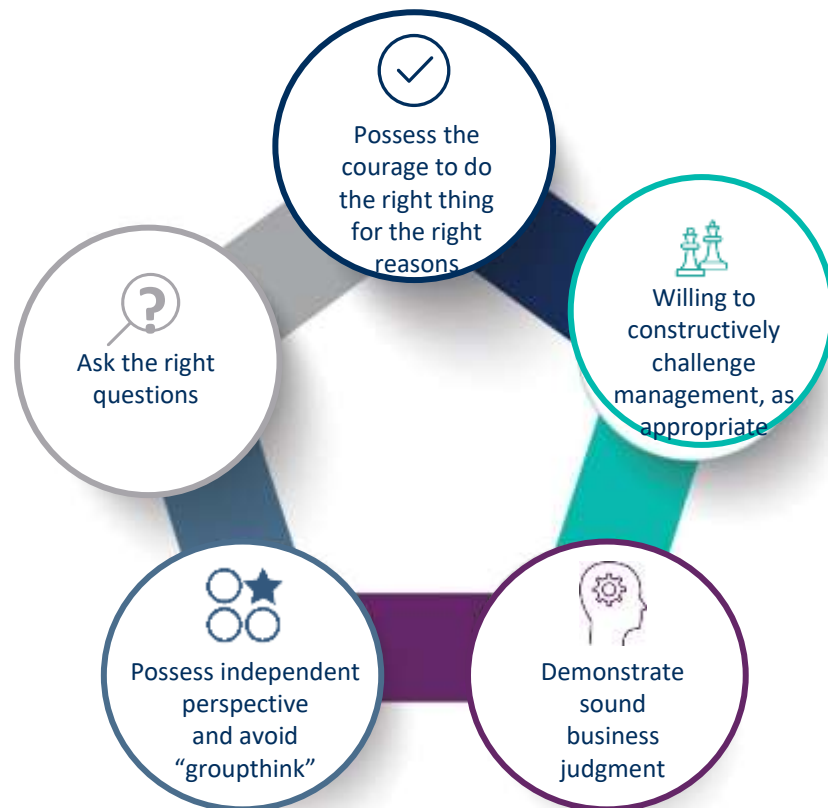 Possess the
courage to do
the right thing
for the right
reasons
Willing to
constructively
challenge
management, as
appropriate
Demonstrate
sound
business
judgment
Possess independent
perspective
and avoid
“groupthink”
?
Ask the right
questions